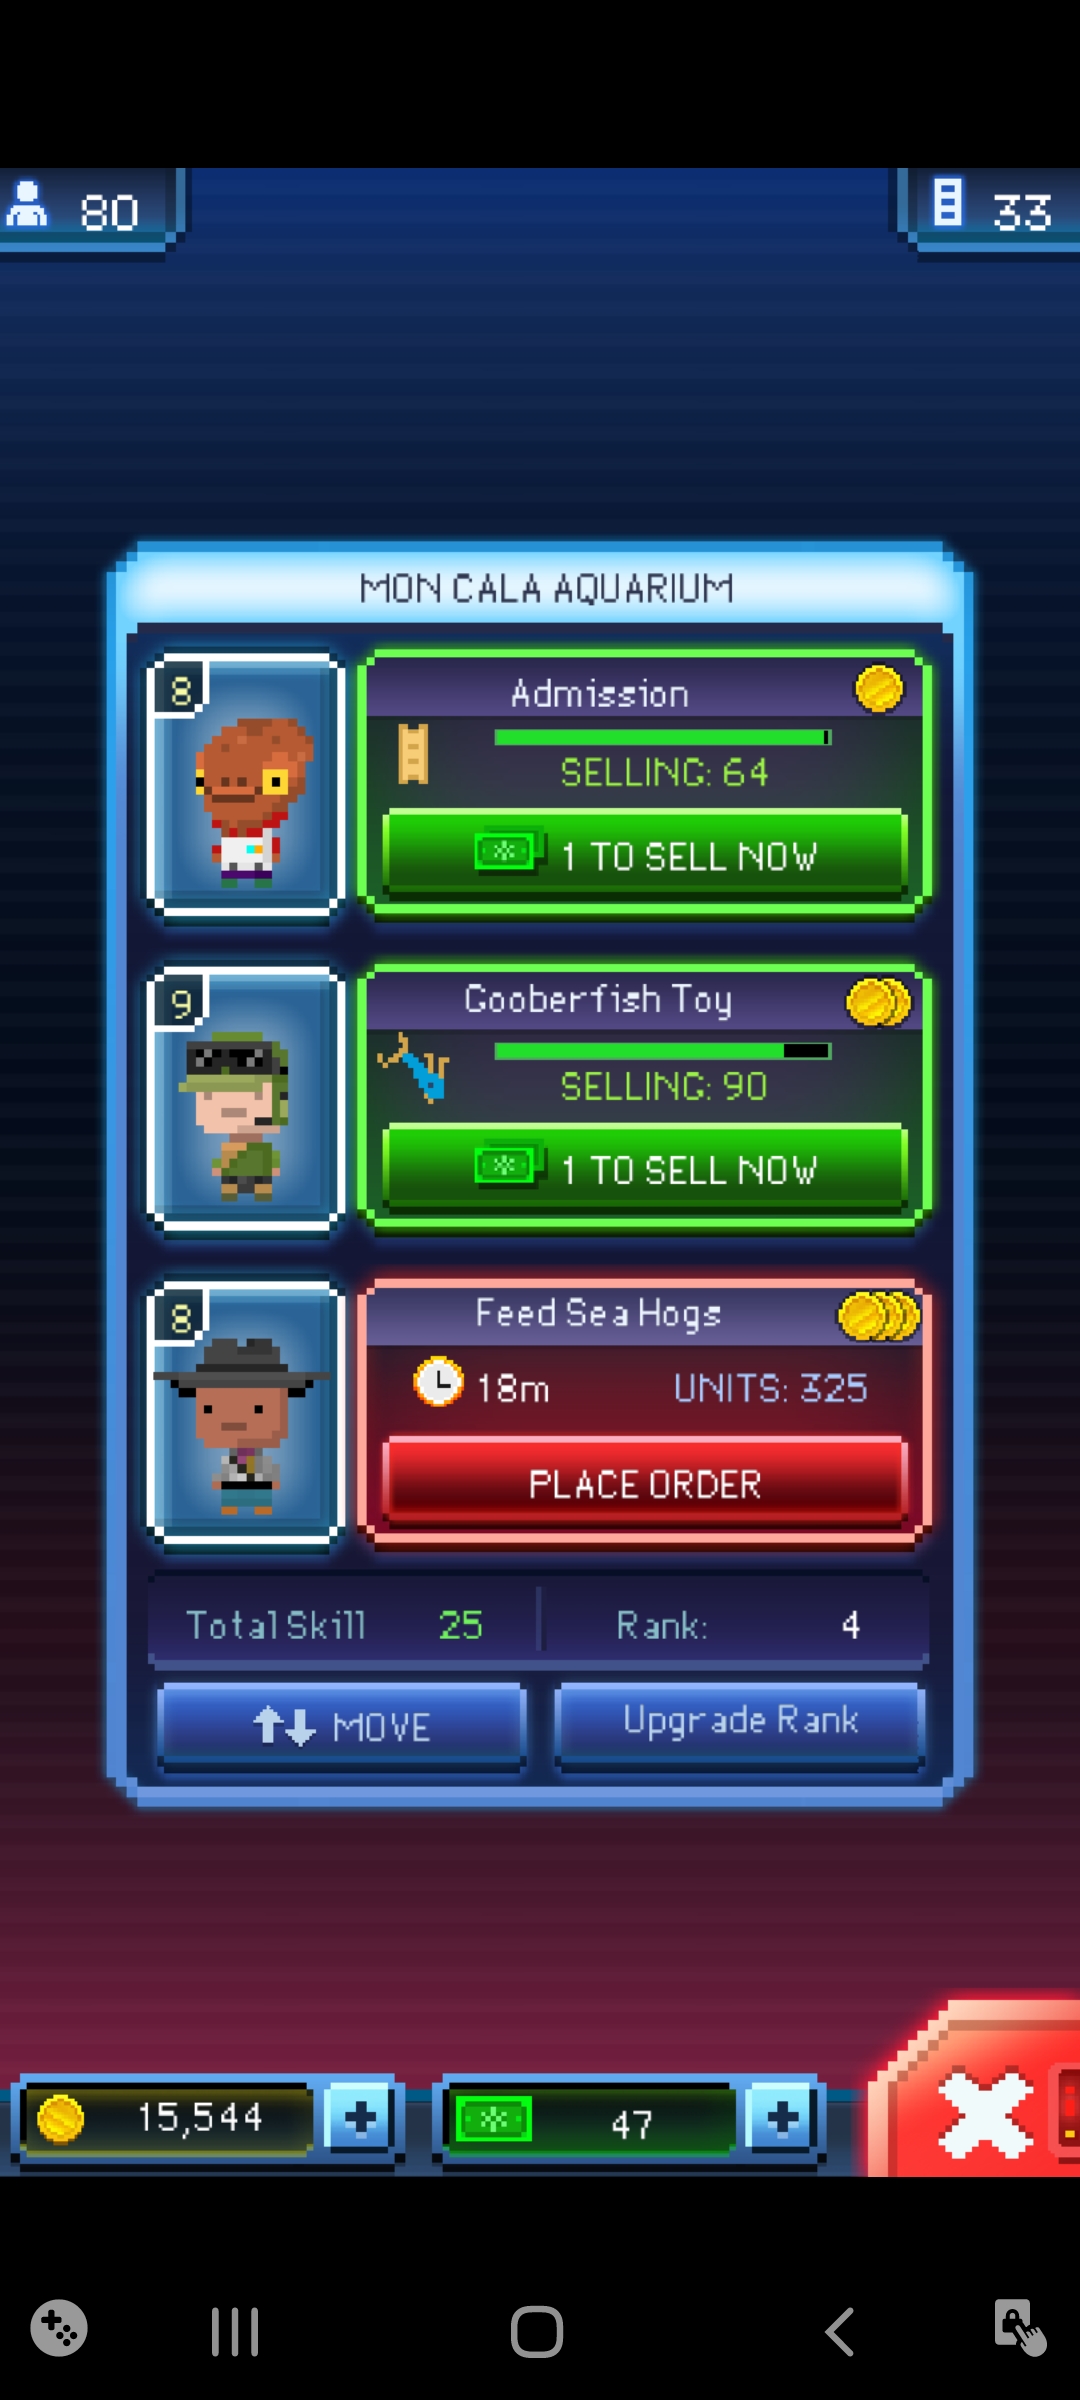 80
33
MON CALA AQUARIUM
8
Admission
SELLING: 64
1 TO SELL NOW
9
Gooberfish Toy
SELLING: 90
1 TO SELL NOW
8
Feed Sea Hogs
18m UNITS: 325
PLACE ORDER
Total Skill 25 Rank: 4
MOVE Upgrade Rank
15,544 47